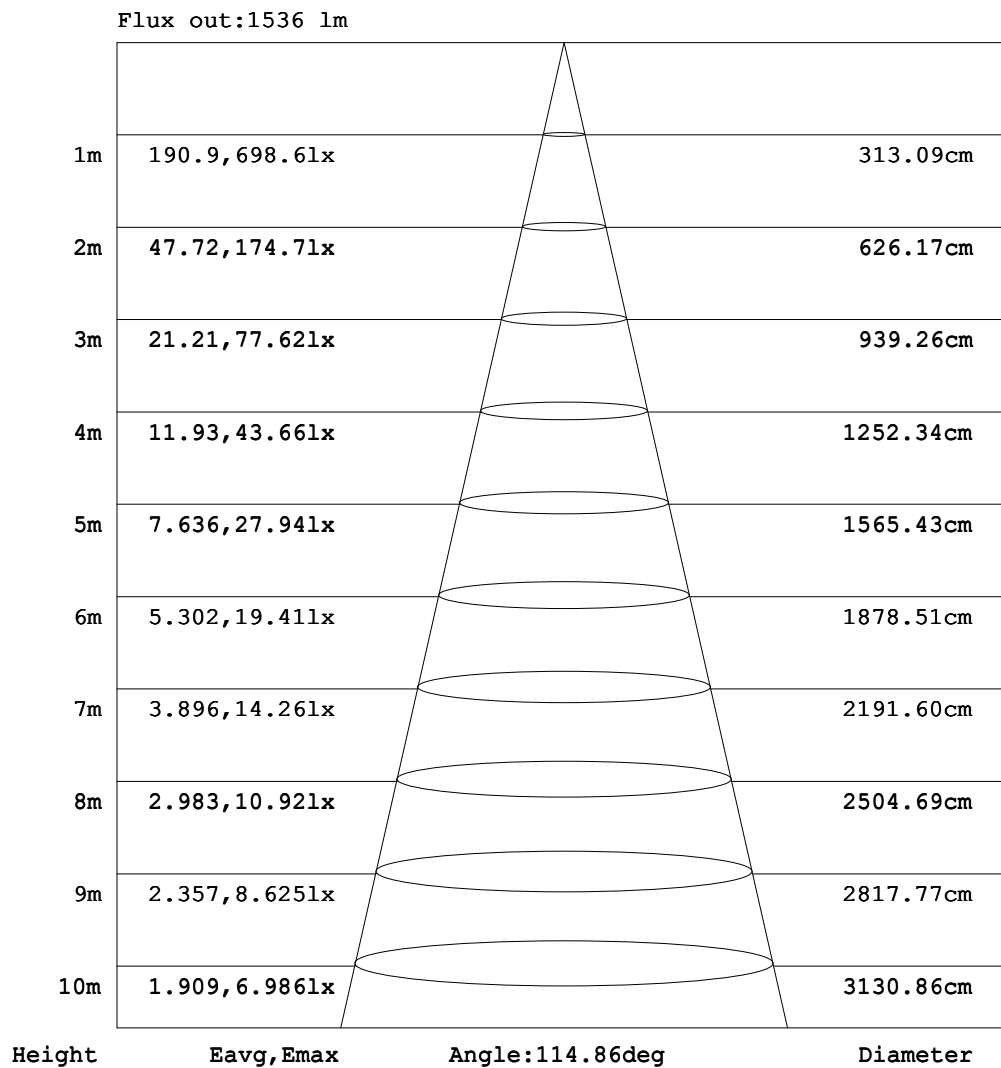 Flux out:1536 lm
1m 190.9,698.6lx 313.09cm
2m 47.72,174.7lx 626.17cm
3m 21.21,77.62lx 939.26cm
4m 11.93,43.66lx 1252.34cm
5m 7.636,27.94lx 1565.43cm
6m 5.302,19.41lx 1878.51cm
7m 3.896,14.26lx 2191.60cm
8m 2.983,10.92lx 2504.69cm
9m 2.357,8.625lx 2817.77cm
10m 1.909,6.986lx 3130.86cm
Height Eavg,Emax Angle:114.86deg Diameter